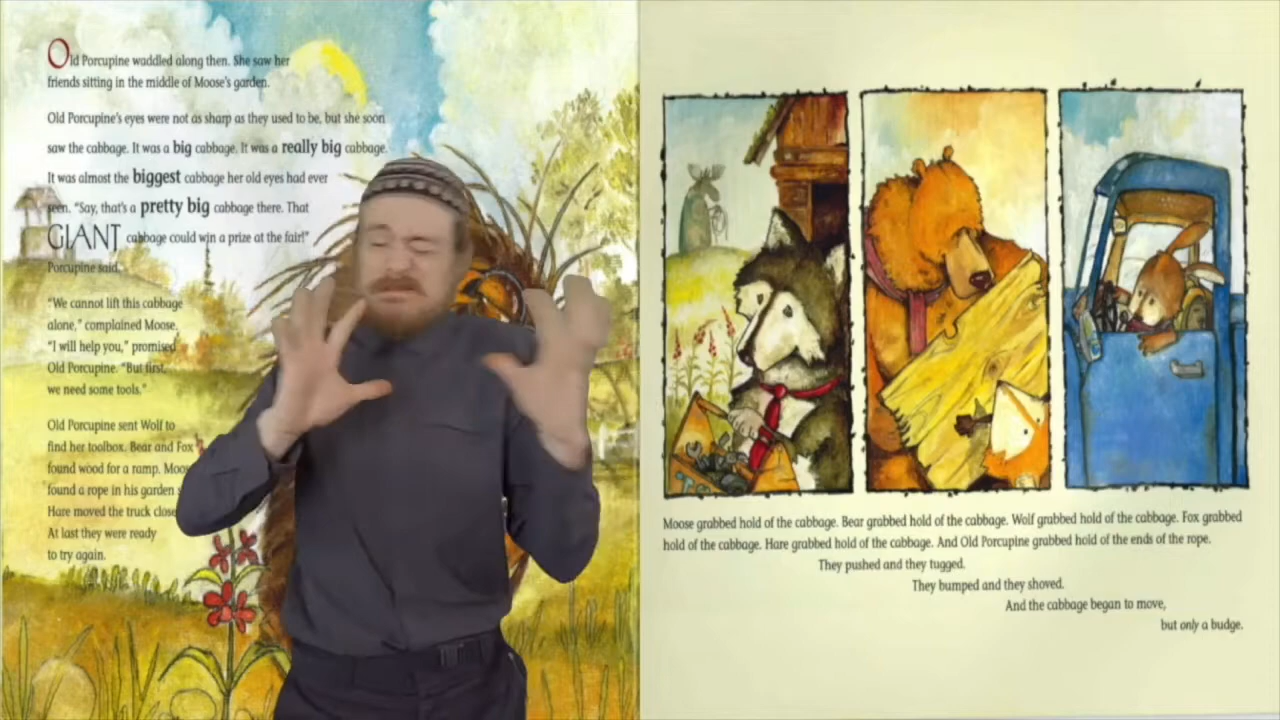 Old Porcupine waddled along then. She saw her
friends sitting in the middle of Moose's garden.
Old Porcupine's eyes were not as sharp as they used to be, but she soon
saw the cabbage. It was a big cabbage. It was a really big cabbage.
It was almost the biggest cabbage her old eyes had ever
seen. "Say, that's a pretty big cabbage there. That
GIANT cabbage could win a prize at the fair!"
Porcupine said.
"We cannot lift this cabbage
alone," complained Moose.
"I will help you," promised
Old Porcupine. "But first,
we need some tools."
Old Porcupine sent Wolf to
find her toolbox. Bear and Fox
found wood for a ramp. Moos
found a rope in his garden
Hare moved the truck close
At last they were ready
to try again.
Moose grabbed hold of the cabbage. Bear grabbed hold of the cabbage. Wolf grabbed hold of the cabbage. Fox grabbed
hold of the cabbage. Hare grabbed hold of the cabbage. And Old Porcupine grabbed hold of the ends of the rope.
They pushed and they tugged.
They bumped and they shoved.
And the cabbage began to move,
but only a budge.